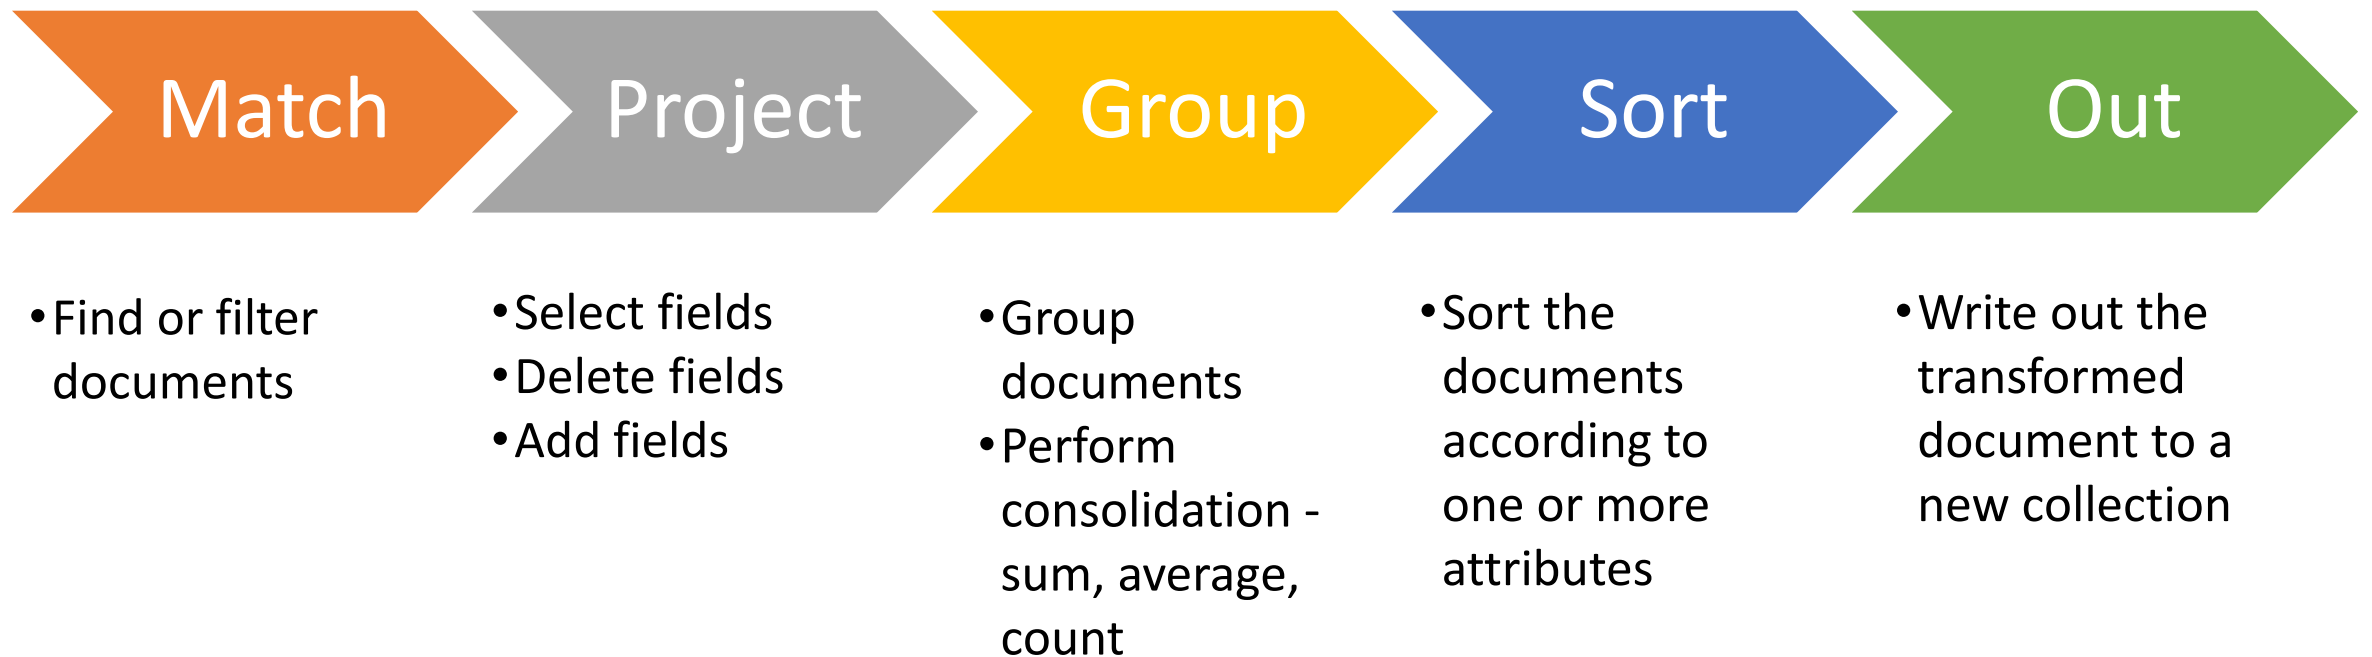 Match
Project
Group
Sort
Out
•Find or filter
documents
•Select fields
•Delete fields
•Add fields
•Group
documents
•Perform
consolidation -
sum, average,
count
•Sort the
documents
according to
one or more
attributes
•Write out the
transformed
document to a
new collection